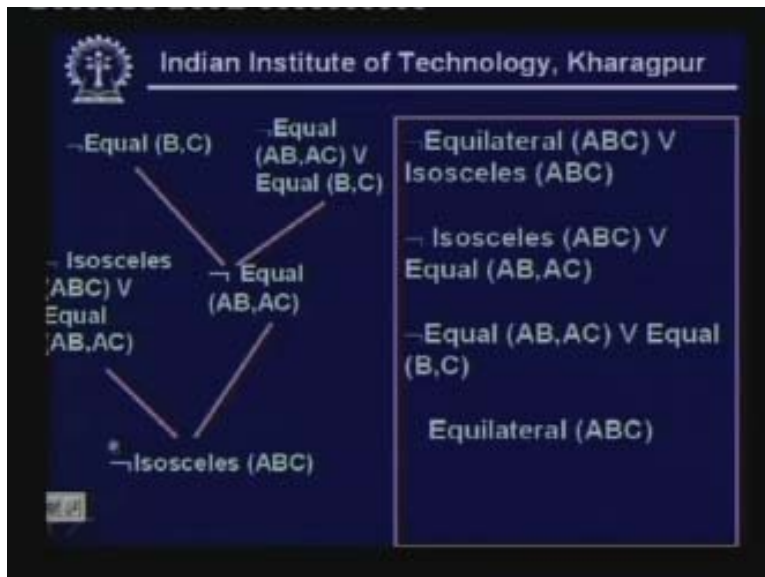 Indian Institute of Technology, Kharagpur
¬Equal (B,C)
¬Equal
(AB,AC) V
Equal (B,C)
¬ Isosceles
(ABC) V
Equal
(AB,AC)
¬ Equal
(AB,AC)
¬Isosceles (ABC)
¬Equilateral (ABC) V
Isosceles (ABC)
¬ Isosceles (ABC) V
Equal (AB,AC)
¬Equal (AB,AC) V Equal
(B,C)
Equilateral (ABC)